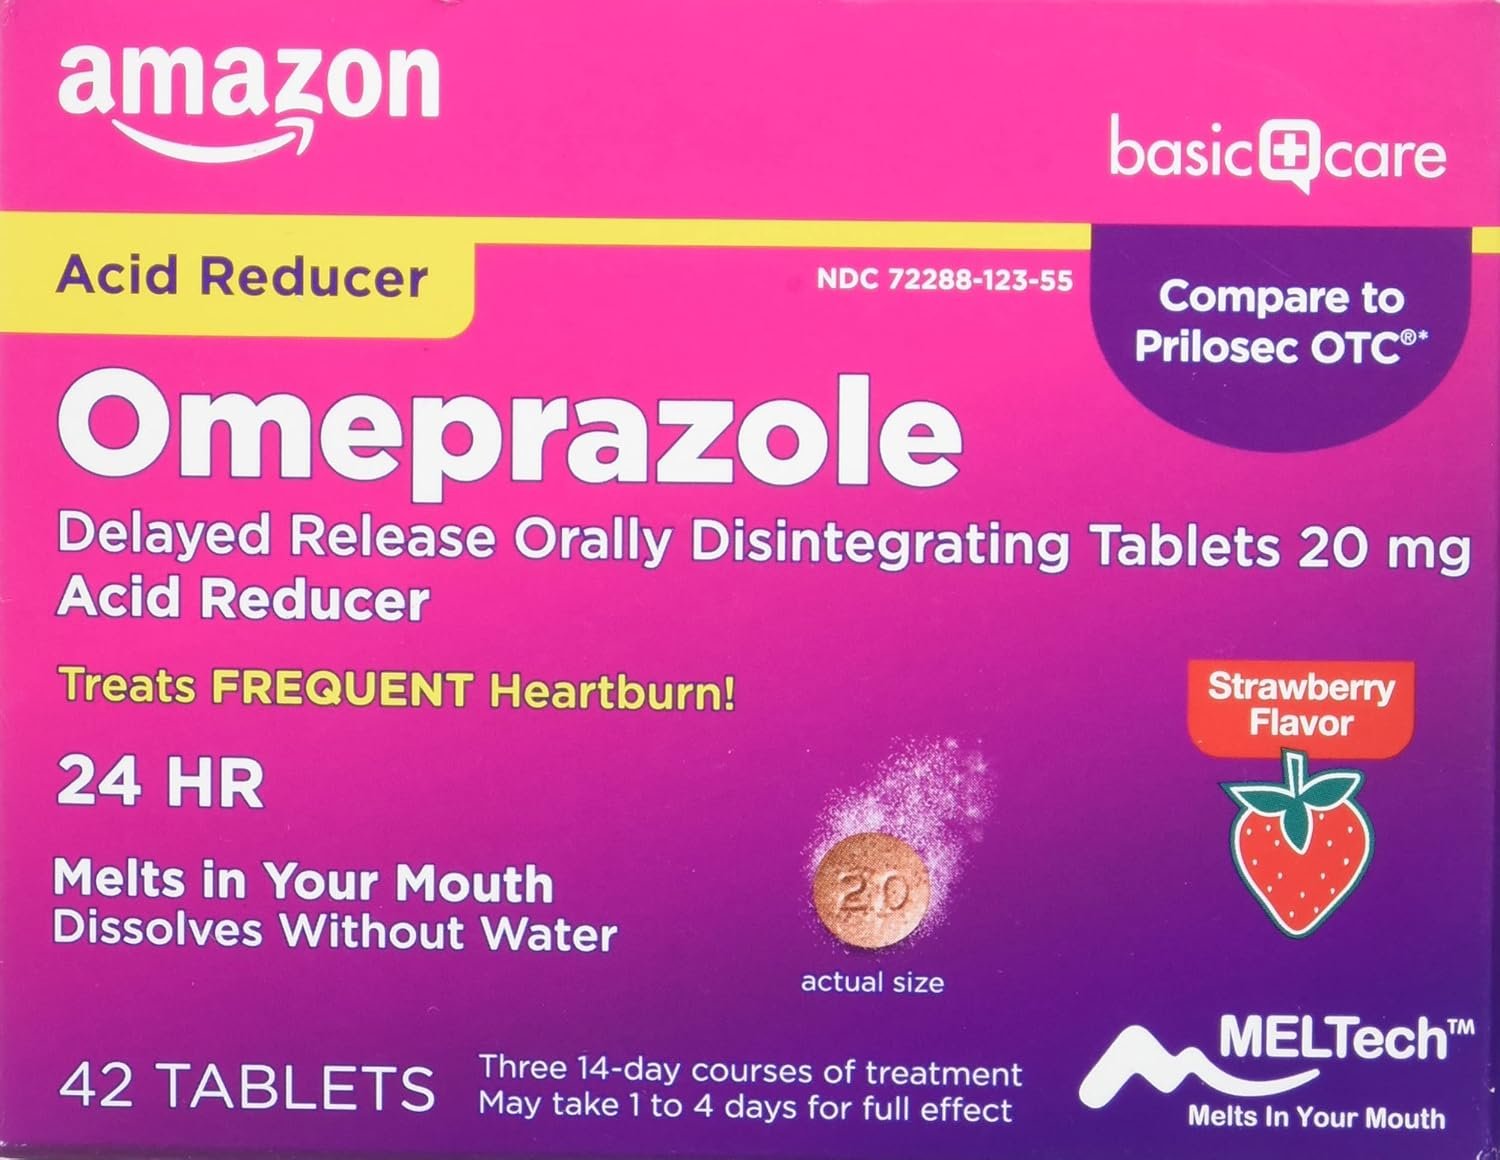 amazon
basic care
Acid Reducer
NDC 72288-123-55
Compare to
Prilosec OTC®*
Omeprazole
Delayed Release Orally Disintegrating Tablets 20 mg
Acid Reducer
Treats FREQUENT Heartburn!
Strawberry
Flavor
24 HR
Melts in Your Mouth
Dissolves Without Water
20
actual size
42 TABLETS
Three 14-day courses of treatment
May take 1 to 4 days for full effect
MELTech™
Melts In Your Mouth